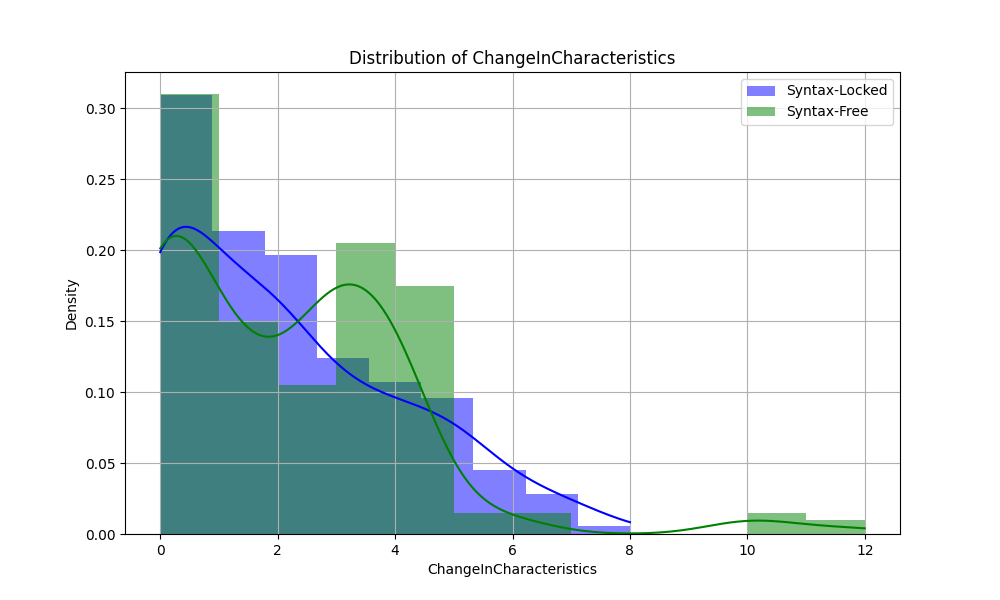 Distribution of ChangeInCharacteristics
Syntax-Locked
Syntax-Free
Density
0.30
0.25
0.20
0.15
0.10
0.05
0.00
0 2 4 6 8 10 12
ChangeInCharacteristics